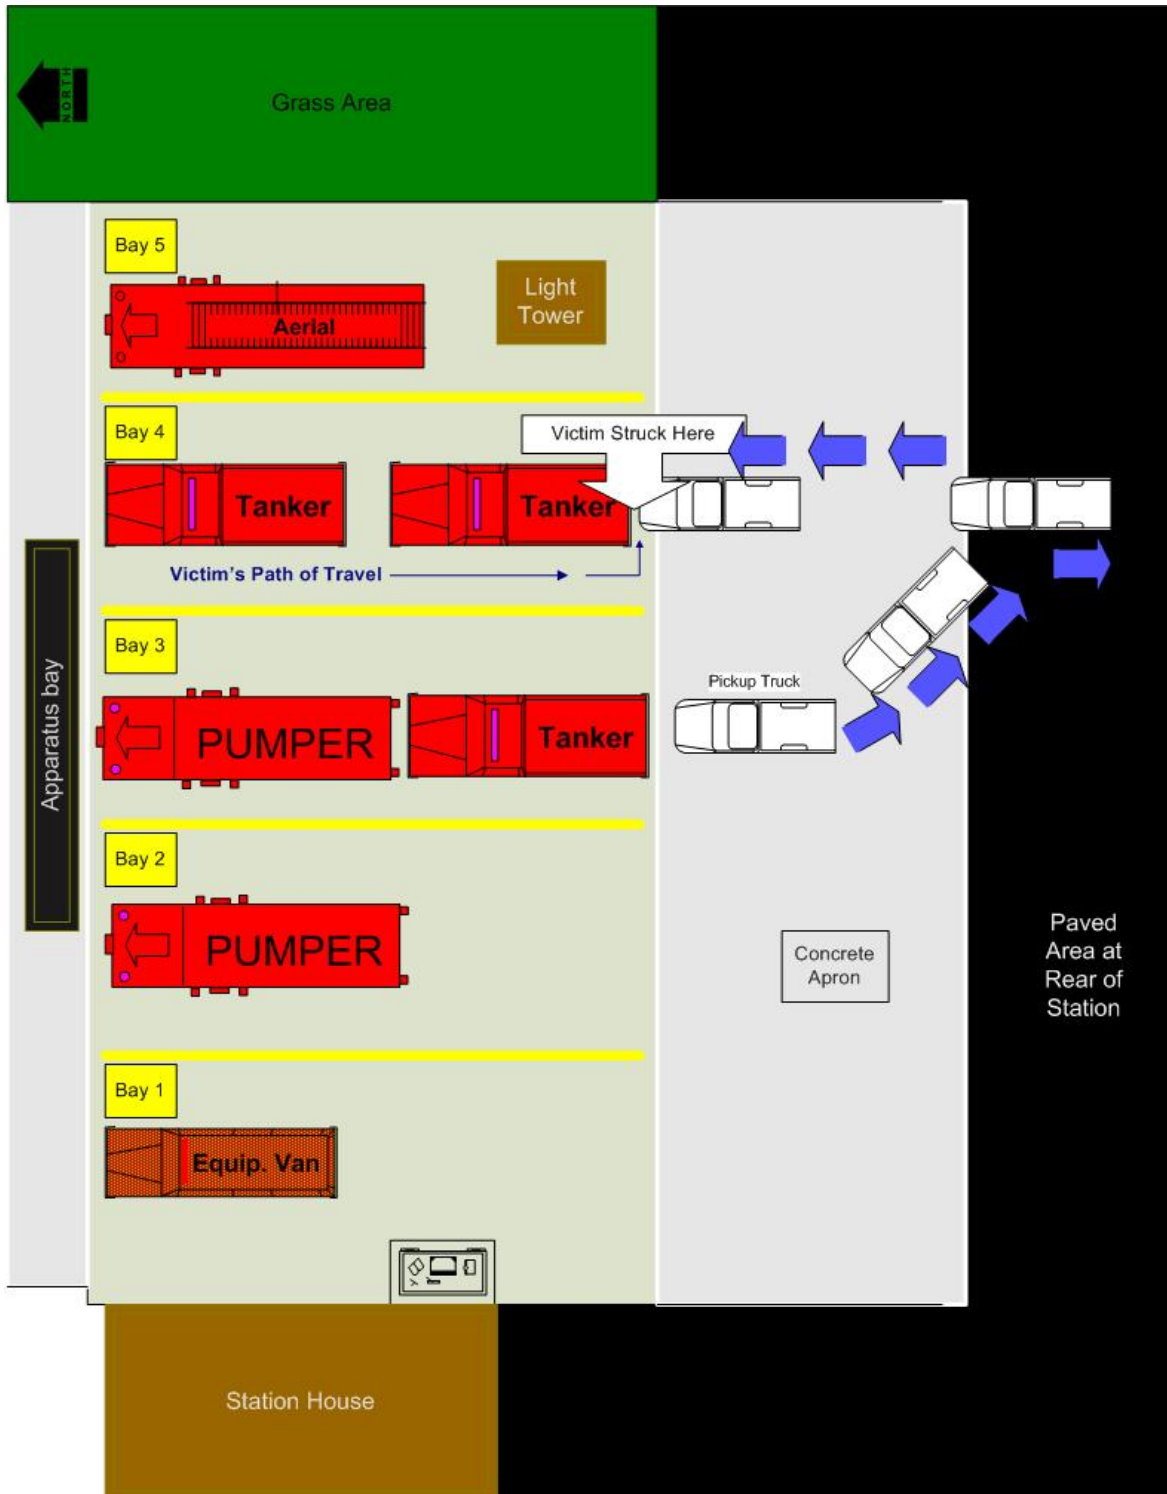 NORTH
Grass Area
Bay 5
Aerial
Light
Tower
Bay 4
Victim Struck Here
Tanker
Tanker
Victim's Path of Travel
Bay 3
Pickup Truck
PUMPER
Tanker
Apparatus bay
Bay 2
PUMPER
Concrete
Apron
Paved
Area at
Rear of
Station
Bay 1
Equip. Van
Station House